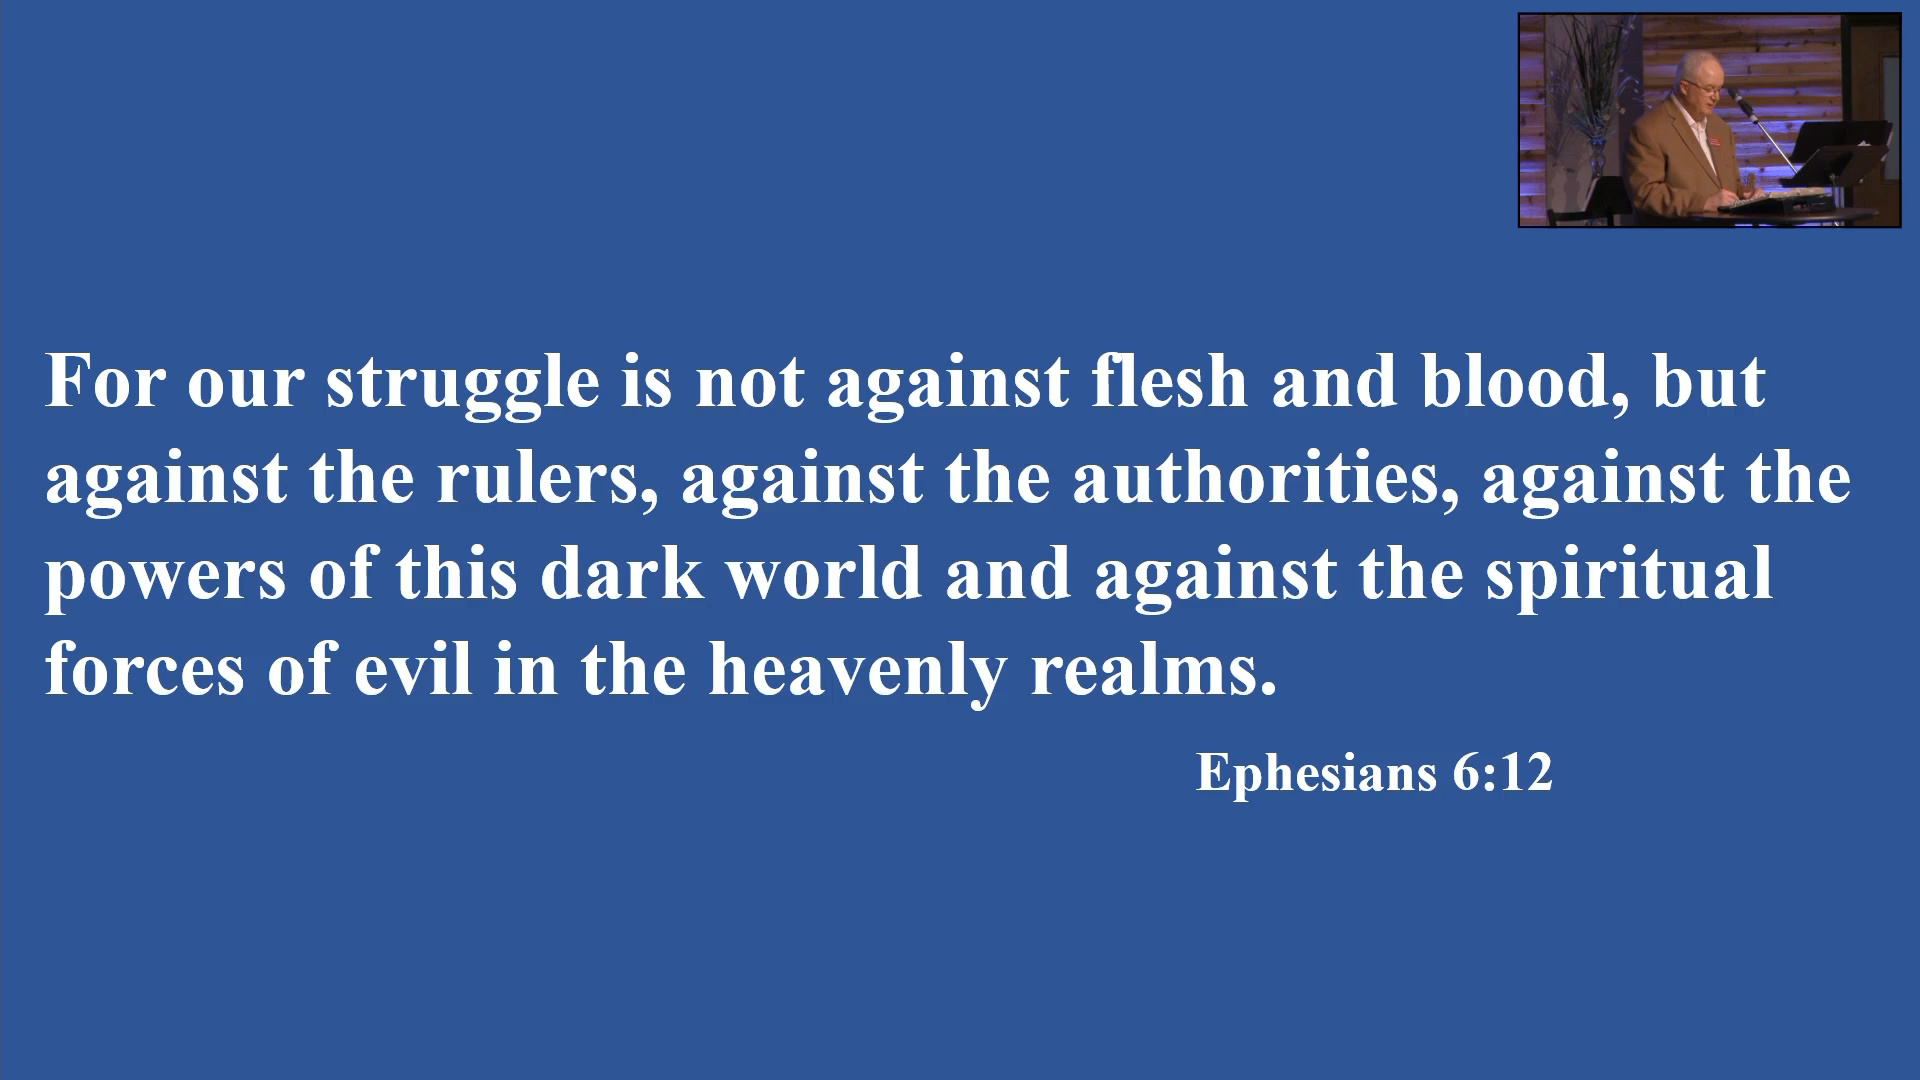 For our struggle is not against flesh and blood, but
against the rulers, against the authorities, against the
powers of this dark world and against the spiritual
forces of evil in the heavenly realms.
Ephesians 6:12